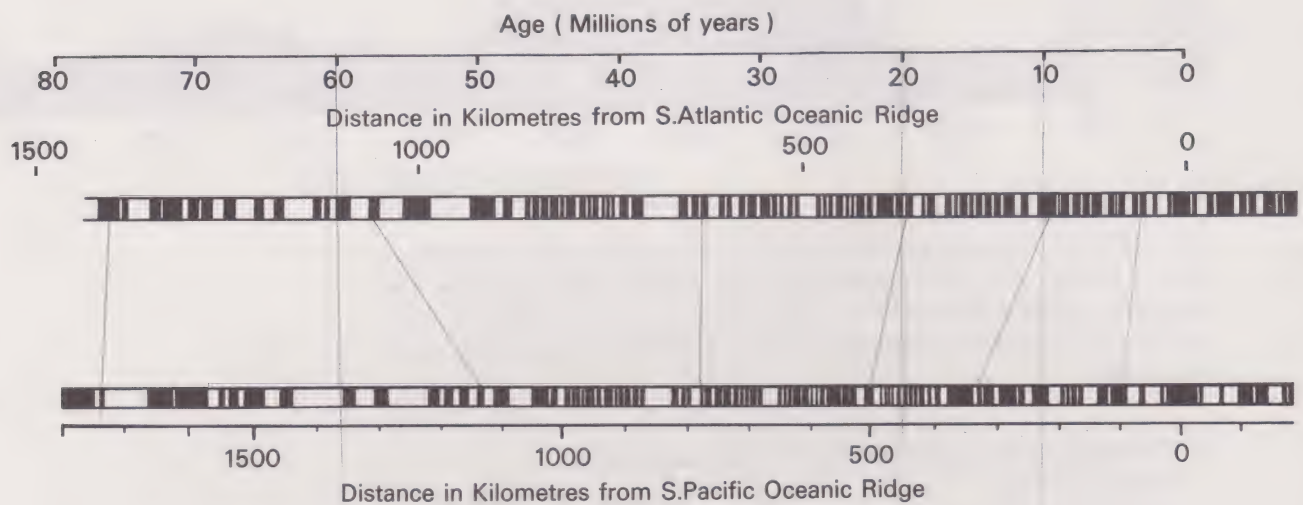 Age ( Millions of years )
80 70 60 50 40 30 20 10 0
Distance in Kilometres from S.Atlantic Oceanic Ridge
1500 1000 500 0
1500 1000 500 0
Distance in Kilometres from S.Pacific Oceanic Ridge